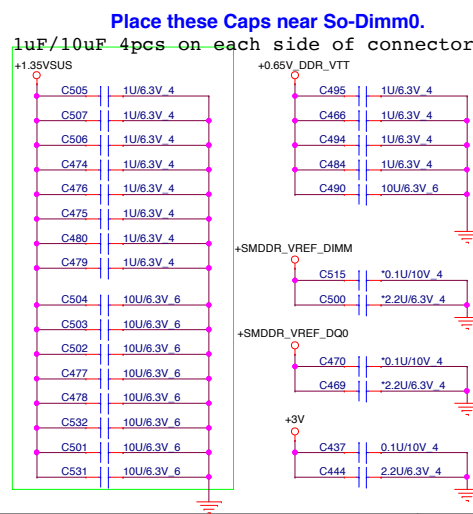 Place these Caps near So-Dimm0.
1uF/10uF 4pcs on each side of connector
+1.35VSUS
C505 1U/6.3V_4
C507 1U/6.3V_4
C506 1U/6.3V_4
C474 1U/6.3V_4
C476 1U/6.3V_4
C475 1U/6.3V_4
C480 1U/6.3V_4
C479 1U/6.3V_4
C504 10U/6.3V_6
C503 10U/6.3V_6
C502 10U/6.3V_6
C477 10U/6.3V_6
C478 10U/6.3V_6
C532 10U/6.3V_6
C501 10U/6.3V_6
C531 10U/6.3V_6
+0.65V_DDR_VTT
C495 1U/6.3V_4
C466 1U/6.3V_4
C494 1U/6.3V_4
C484 1U/6.3V_4
C490 10U/6.3V_6
+SMDDR_VREF_DIMM
C515 *0.1U/10V_4
C500 *2.2U/6.3V_4
+SMDDR_VREF_DQ0
C470 *0.1U/10V_4
C469 *2.2U/6.3V_4
+3V
C437 0.1U/10V_4
C444 2.2U/6.3V_4